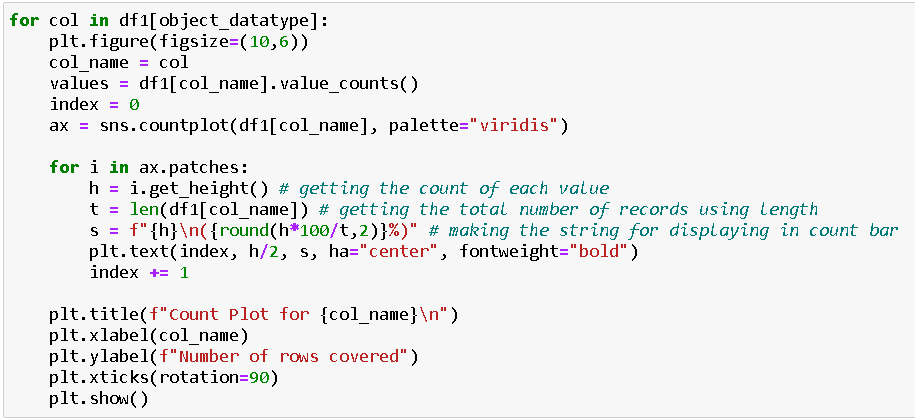 for col in df1[object_datatype]:
    plt.figure(figsize=(10,6))
    col_name = col
    values = df1[col_name].value_counts()
    index = 0
    ax = sns.countplot(df1[col_name], palette="viridis")

    for i in ax.patches:
        h = i.get_height() # getting the count of each value
        t = len(df1[col_name]) # getting the total number of records using length
        s = f"{h}\n({round(h*100/t,2)}%)" # making the string for displaying in count bar
        plt.text(index, h/2, s, ha="center", fontweight="bold")
        index += 1

    plt.title(f"Count Plot for {col_name}\n")
    plt.xlabel(col_name)
    plt.ylabel(f"Number of rows covered")
    plt.xticks(rotation=90)
    plt.show()